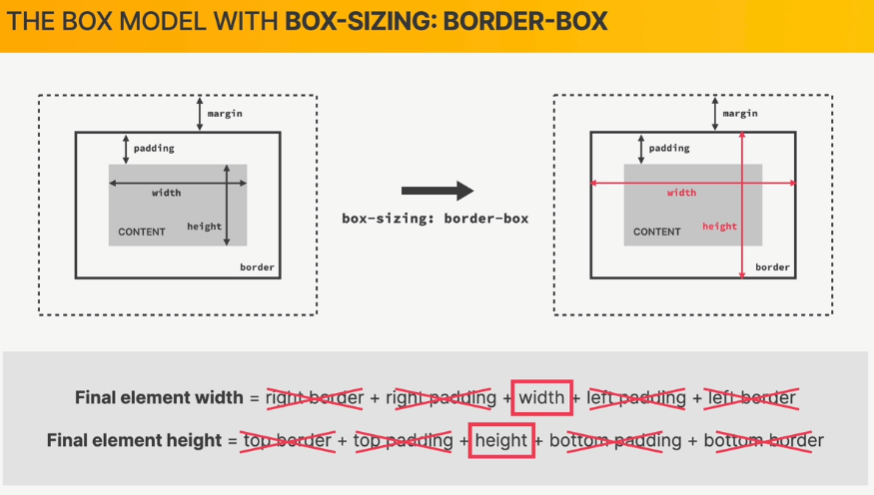 THE BOX MODEL WITH BOX-SIZING: BORDER-BOX
margin
padding
width
height
CONTENT
border
box-sizing: border-box
margin
padding
width
height
CONTENT
border
Final element width = right border + right padding + width + left padding + left border
Final element height = top border + top padding + height + bottom padding + bottom border